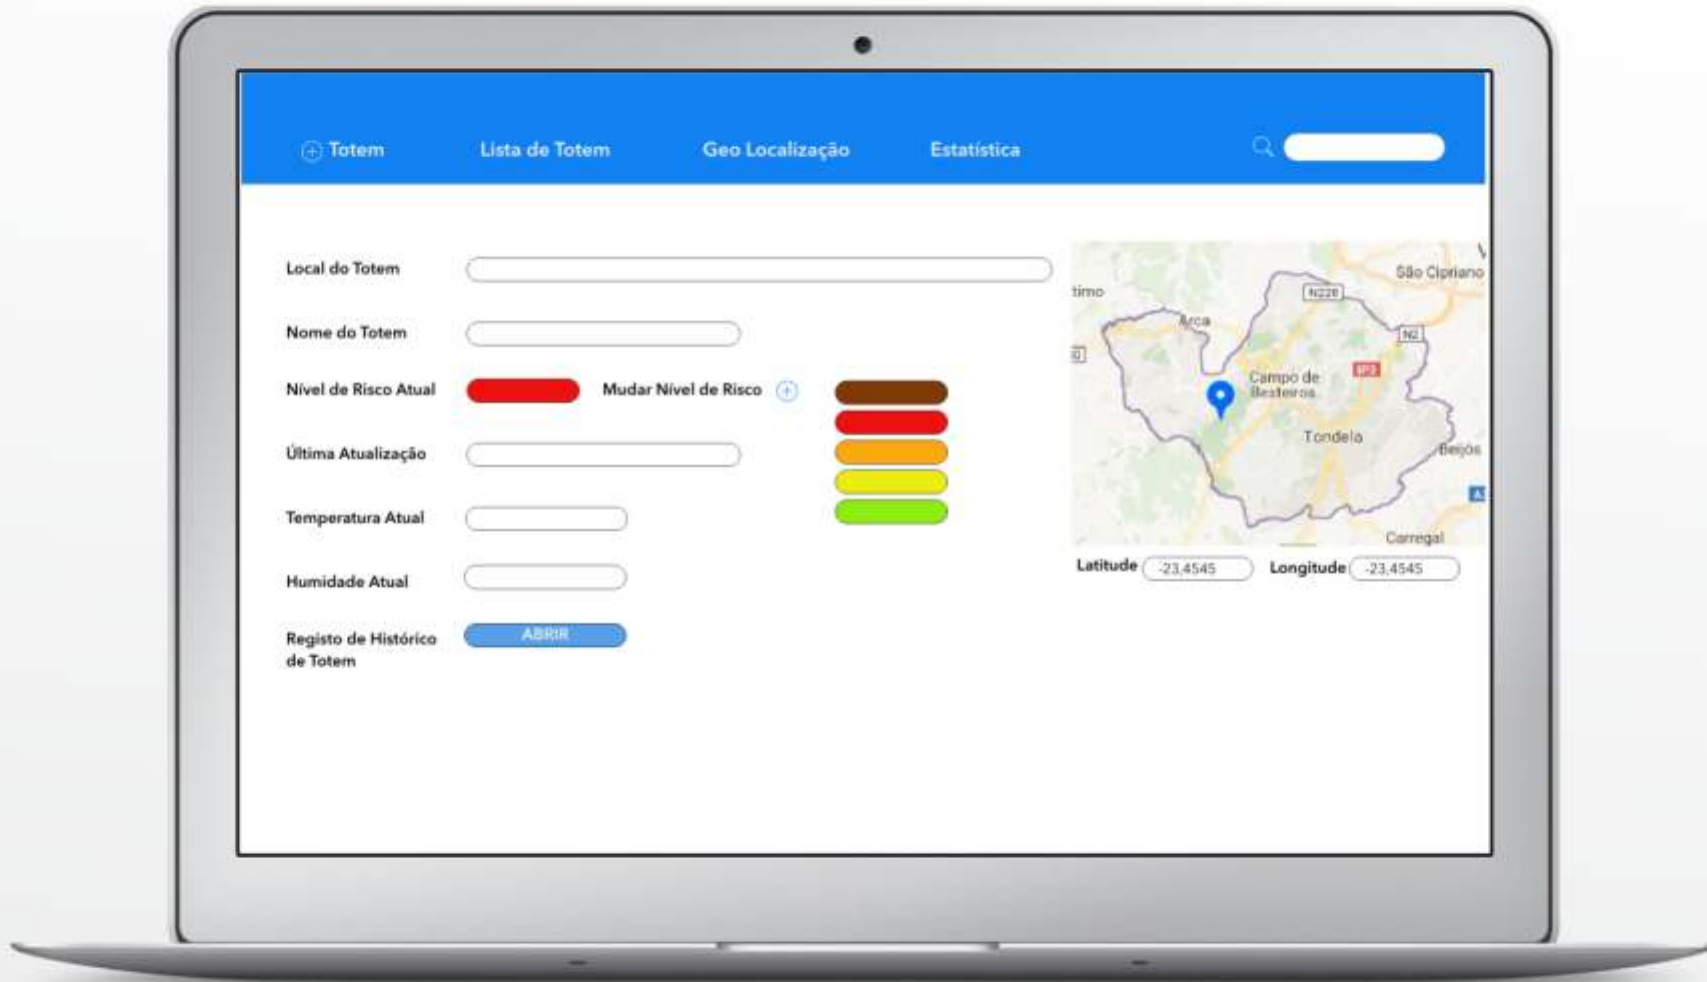 Totem
Lista de Totem
Geo Localização
Estatística
Local do Totem
Nome do Totem
Nível de Risco Atual
Mudar Nível de Risco
Última Atualização
Temperatura Atual
Humidade Atual
Registo de Histórico
de Totem
ABRIR
São Cipriano
timo
N228
Arca
N2
IP3
Campo de
Besteiros
Tondela
Beijós
Carregal
Latitude
-23,4545
Longitude
-23,4545